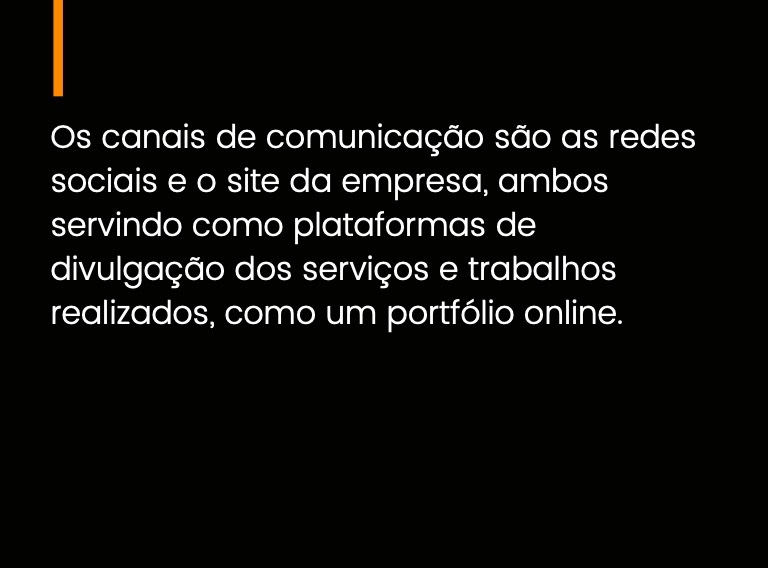 Os canais de comunicação são as redes
sociais e o site da empresa, ambos
servindo como plataformas de
divulgação dos serviços e trabalhos
realizados, como um portfólio online.